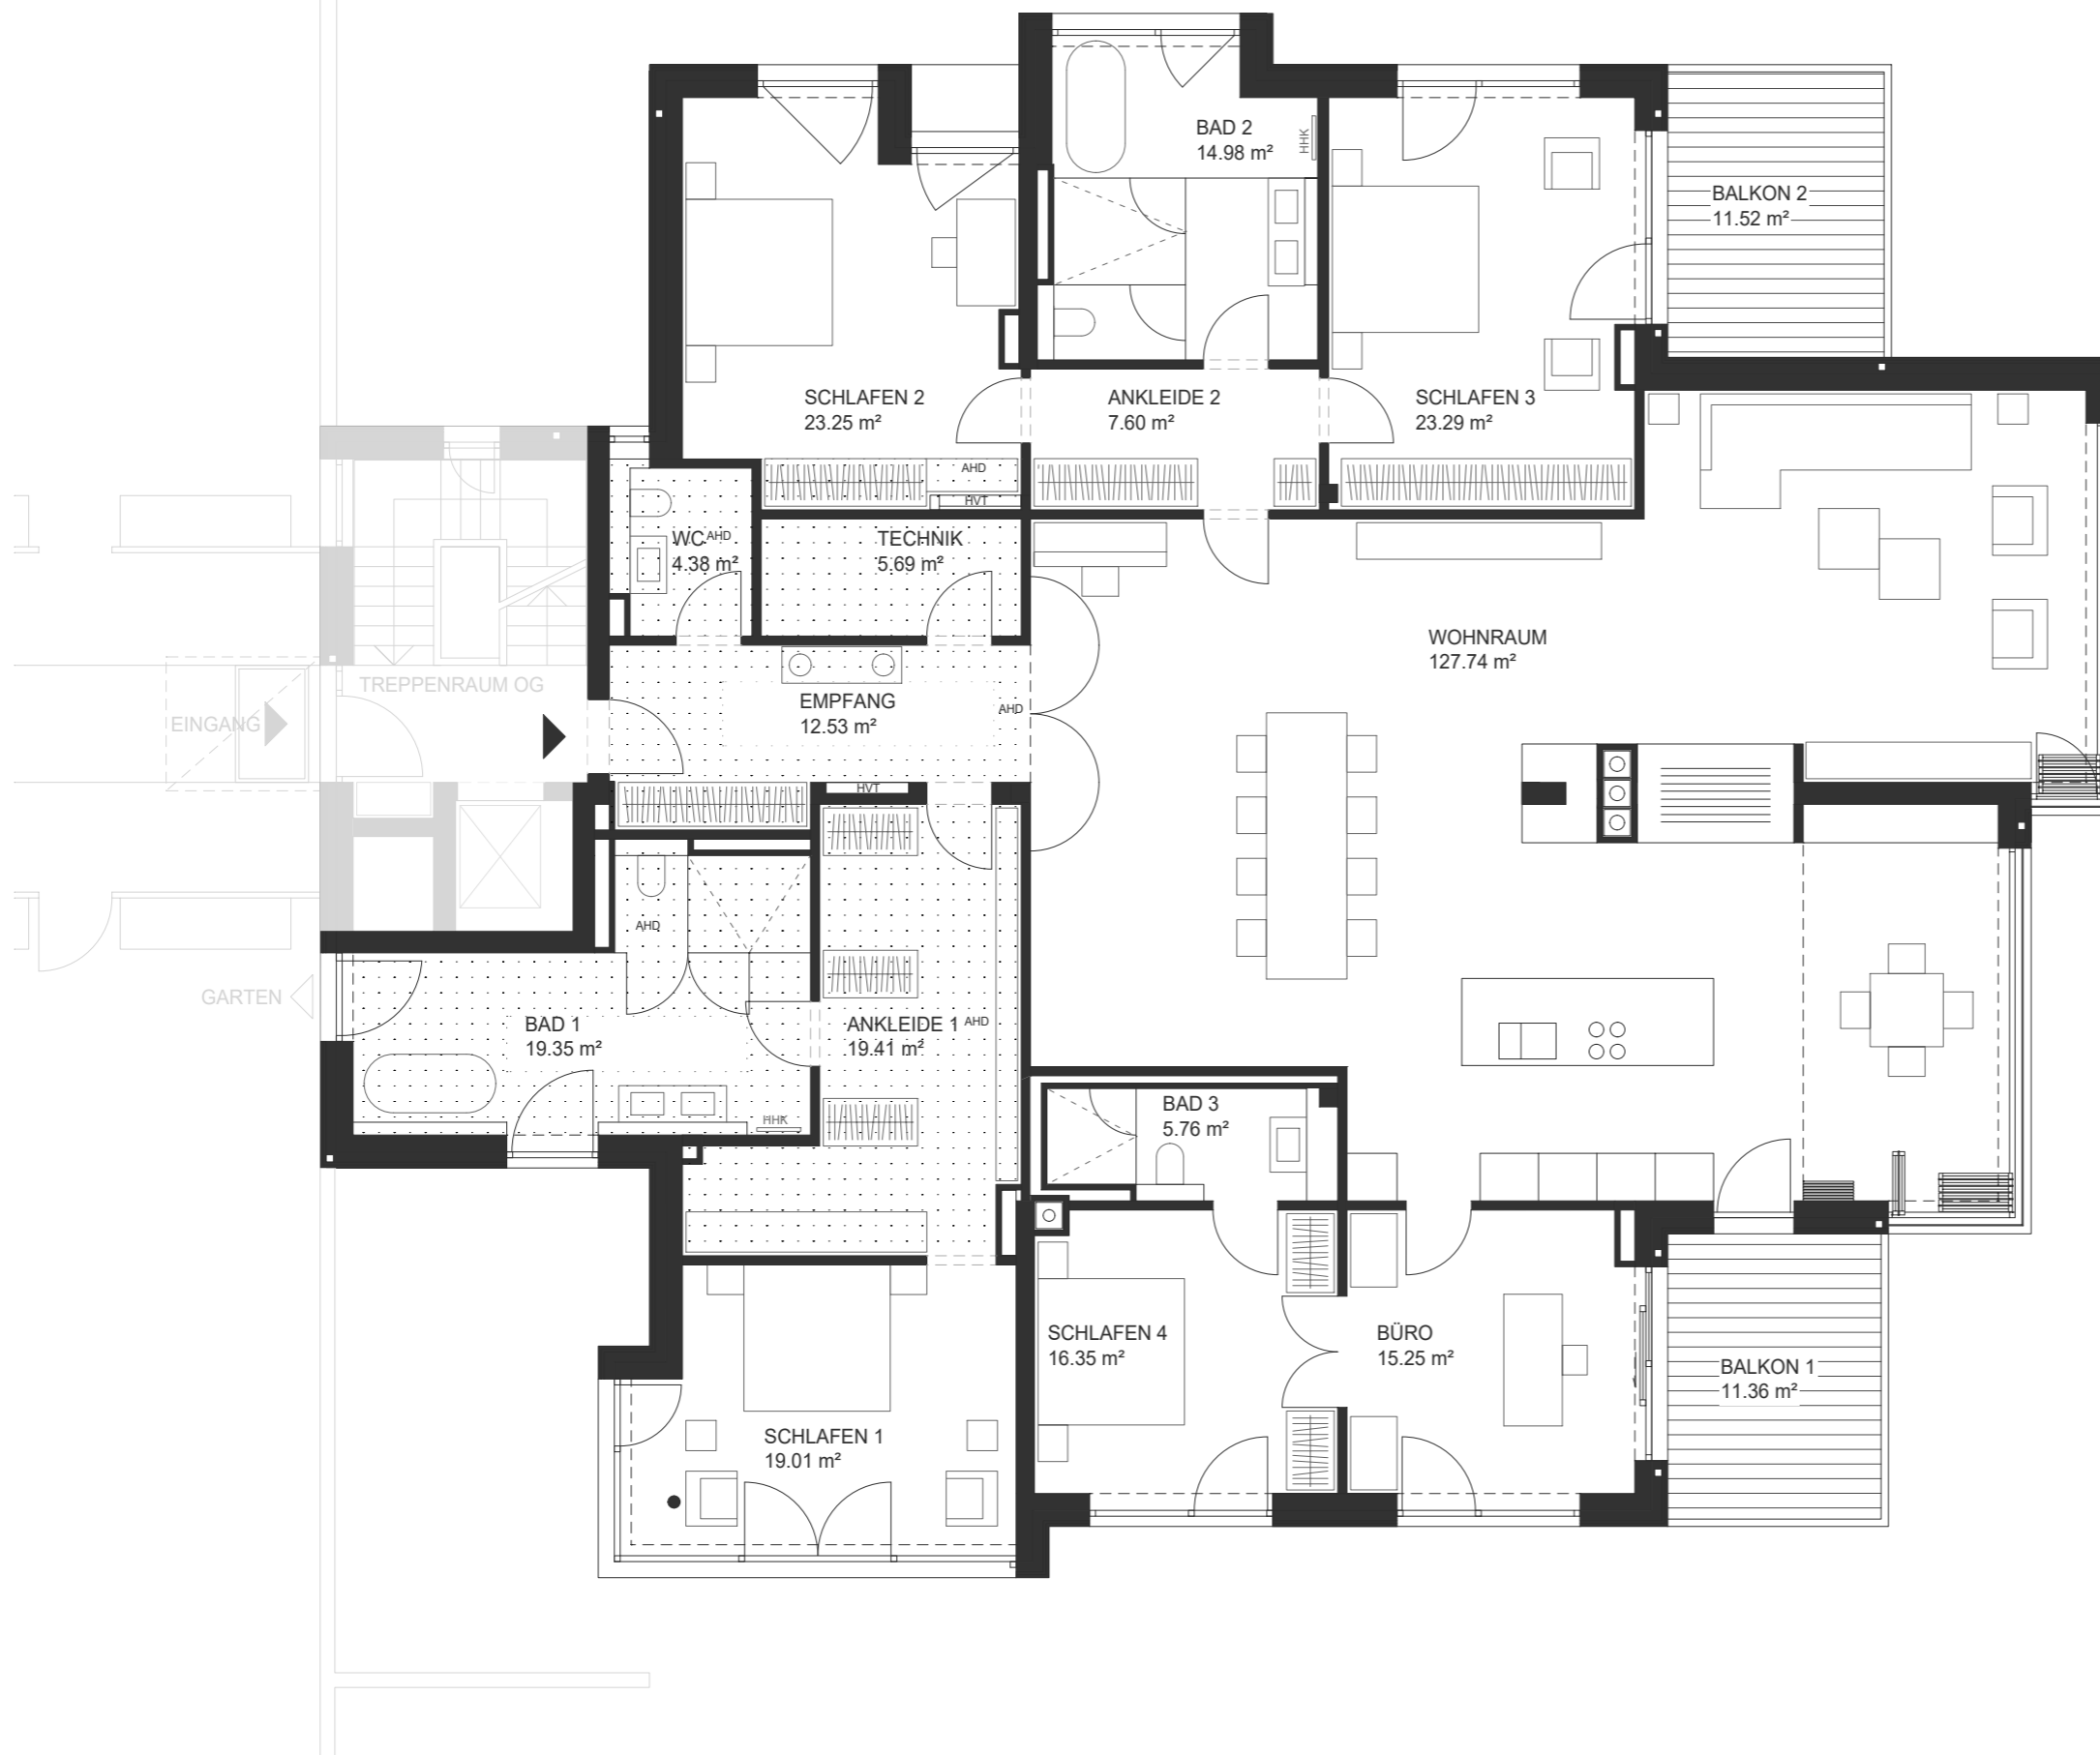 BAD 2
14.98 m²
HHK
BALKON 2
11.52 m²
SCHLAFEN 2
23.25 m²
ANKLEIDE 2
7.60 m²
SCHLAFEN 3
23.29 m²
AHD
HVT
WC AHD
4.38 m²
TECHNIK
5.69 m²
WOHNRAUM
127.74 m²
TREPPENRAUM OG
EINGANG
EMPFANG
12.53 m²
AHD
HVT
AHD
GARTEN
BAD 1
19.35 m²
ANKLEIDE 1 AHD
19.41 m²
HHK
BAD 3
5.76 m²
SCHLAFEN 4
16.35 m²
BÜRO
15.25 m²
BALKON 1
11.36 m²
SCHLAFEN 1
19.01 m²